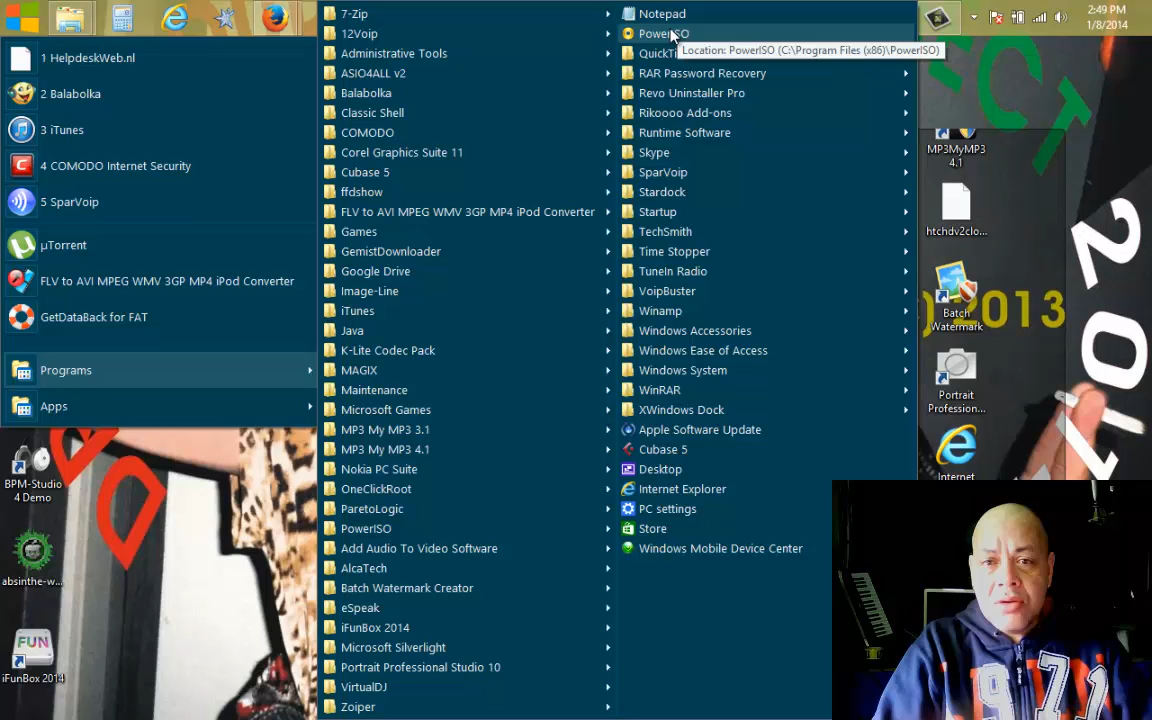 2:49 PM
1/8/2014
1 HelpdeskWeb.nl
2 Balabolka
3 iTunes
4 COMODO Internet Security
5 SparVoip
µTorrent
FLV to AVI MPEG WMV 3GP MP4 iPod Converter
GetDataBack for FAT
Programs
Apps
7-Zip
12Voip
Administrative Tools
ASIO4ALL v2
Balabolka
Classic Shell
COMODO
Corel Graphics Suite 11
Cubase 5
ffdshow
FLV to AVI MPEG WMV 3GP MP4 iPod Converter
Games
GemistDownloader
Google Drive
Image-Line
iTunes
Java
K-Lite Codec Pack
MAGIX
Maintenance
Microsoft Games
MP3 My MP3 3.1
MP3 My MP3 4.1
Nokia PC Suite
OneClickRoot
ParetoLogic
PowerISO
Add Audio To Video Software
AlcaTech
Batch Watermark Creator
eSpeak
iFunBox 2014
Microsoft Silverlight
Portrait Professional Studio 10
VirtualDJ
Zoiper
Notepad
PowerISO
Location: PowerISO (C:\Program Files (x86)\PowerISO)
RAR Password Recovery
Revo Uninstaller Pro
Rikoooo Add-ons
Runtime Software
Skype
SparVoip
Stardock
Startup
TechSmith
Time Stopper
TuneIn Radio
VoipBuster
Winamp
Windows Accessories
Windows Ease of Access
Windows System
WinRAR
XWindows Dock
Apple Software Update
Cubase 5
Desktop
Internet Explorer
PC settings
Store
Windows Mobile Device Center
MP3MyMP3
4.1
htchdv2clo...
Batch
Watermark
Portrait
Profession...
Internet
) 2013
BPM-Studio
4 Demo
absinthe-w...
FUN
iFunBox 2014
1971